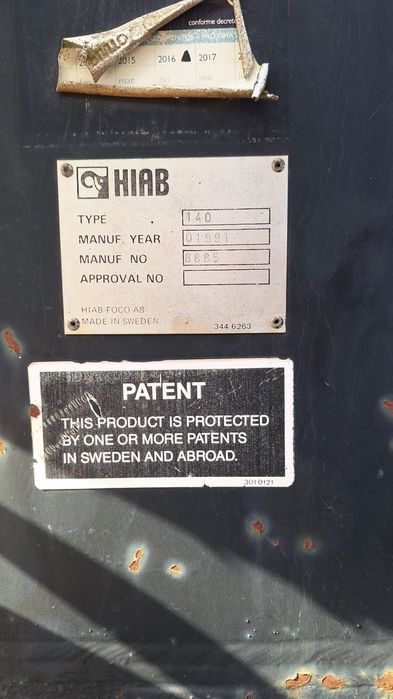 conforme decreto
2015 2016 2017
mar
mai
HIAB
TYPE 140
MANUF. YEAR 01991
MANUF NO 8885
APPROVAL NO
HIAB FOCO AB
MADE IN SWEDEN 344 6263
PATENT
THIS PRODUCT IS PROTECTED
BY ONE OR MORE PATENTS
IN SWEDEN AND ABROAD.
301 0121